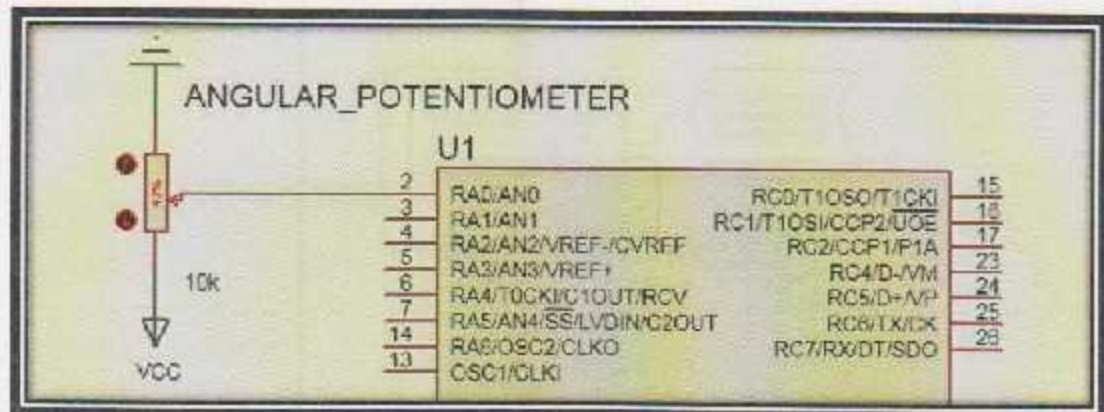 ANGULAR_POTENTIOMETER
U1
2 RA0/AN0
3 RA1/AN1
4 RA2/AN2/VREF-/CVREF
5 RA3/AN3/VREF+
6 RA4/T0CKI/C1OUT/RCV
7 RA5/AN4/SS/LVDIN/C2OUT
14 RA6/OSC2/CLKO
13 OSC1/CLKI
RC0/T1OSO/T1CKI 15
RC1/T1OSI/CCP2/UOE 16
RC2/CCP1/P1A 17
RC4/D-/VM 23
RC5/D+/VP 24
RC6/TX/CK 25
RC7/RX/DT/SDO 26
10k
VCC